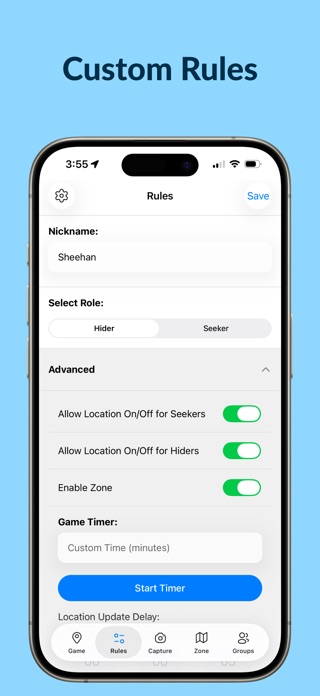 Custom Rules
3:55
Rules
Save
Nickname:
Sheehan
Select Role:
Hider
Seeker
Advanced
Allow Location On/Off for Seekers
Allow Location On/Off for Hiders
Enable Zone
Game Timer:
Custom Time (minutes)
Start Timer
Location Update Delay:
Game
Rules
Capture
Zone
Groups